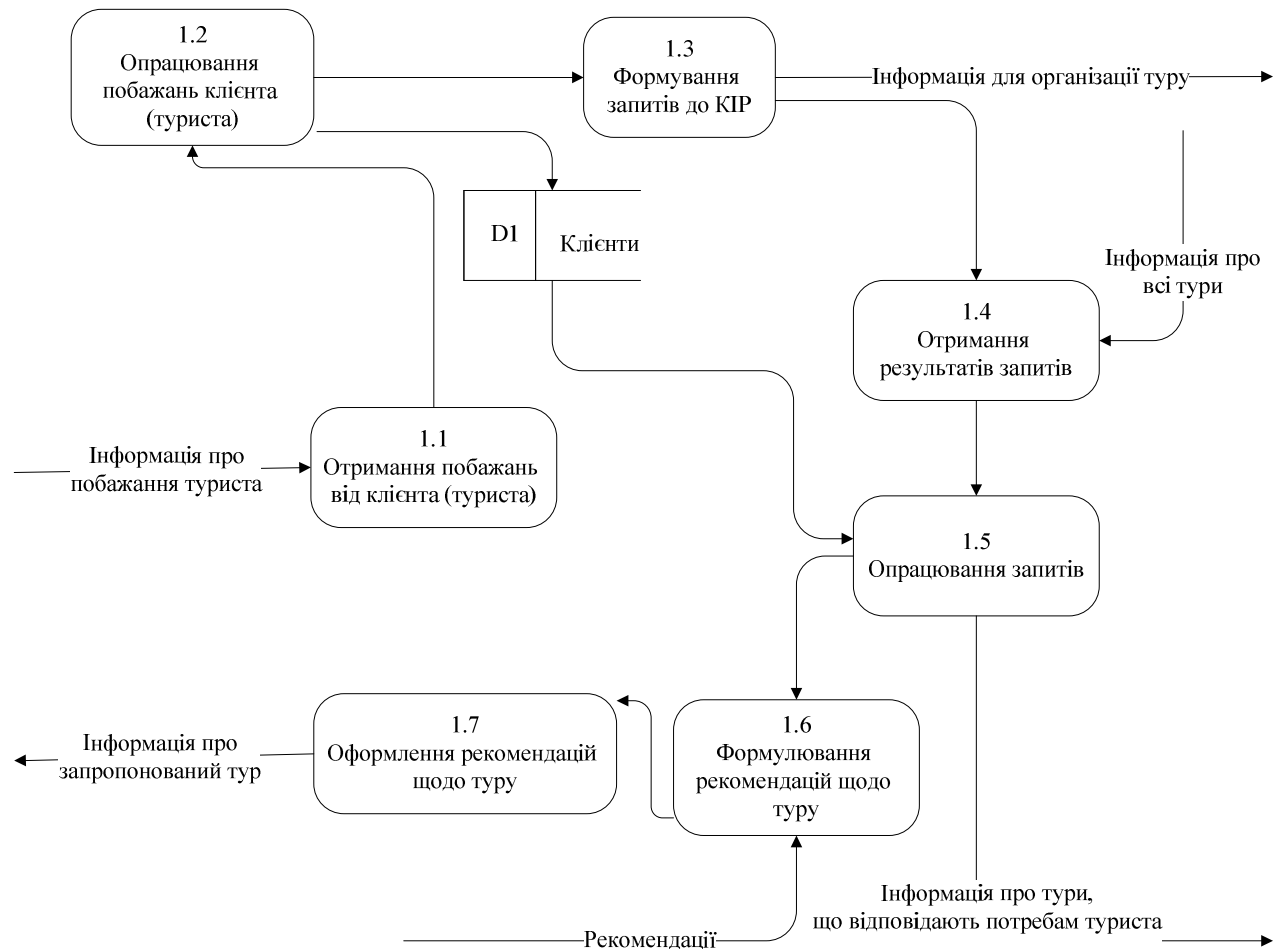 1.2
Опрацювання
побажань клієнта
(туриста)
1.3
Формування
запитів до КІР
Інформація для організації туру
D1
Клієнти
Інформація про
всі тури
1.4
Отримання
результатів запитів
1.1
Отримання побажань
від клієнта (туриста)
Інформація про
побажання туриста
1.5
Опрацювання запитів
1.7
Оформлення рекомендацій
щодо туру
Інформація про
запропонований тур
1.6
Формулювання
рекомендацій щодо
туру
Інформація про тури,
що відповідають потребам туриста
Рекомендації